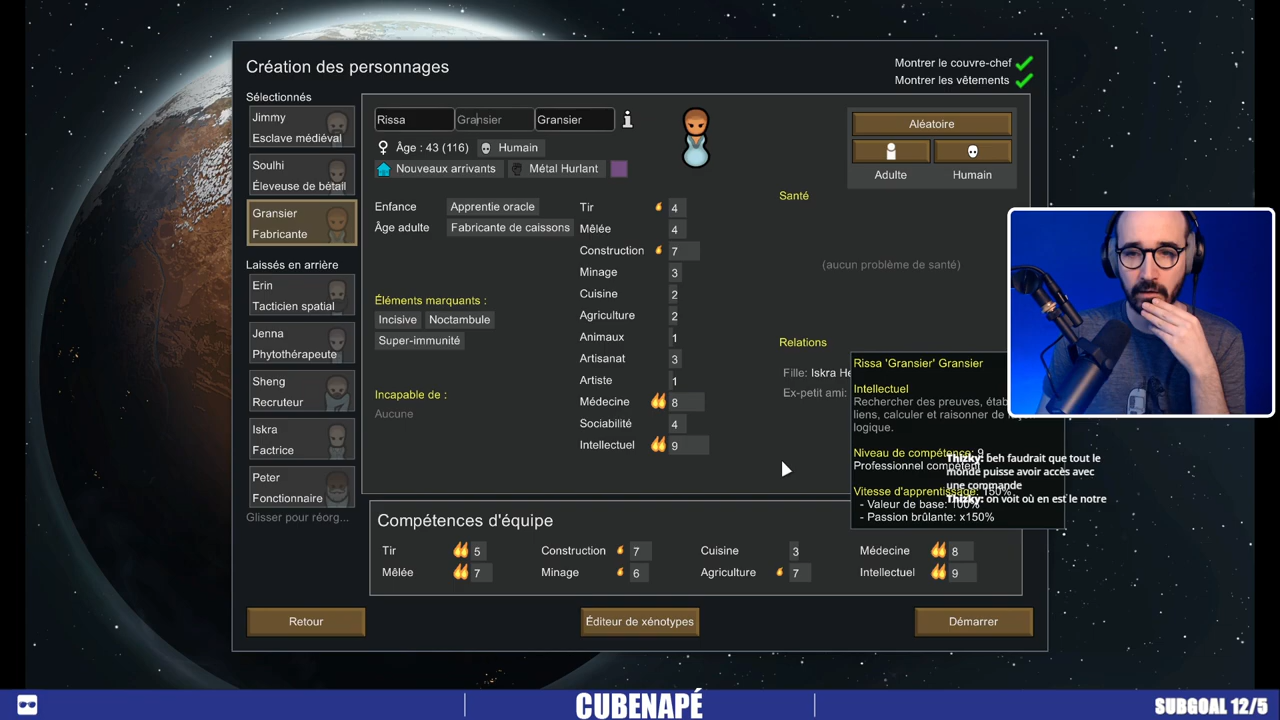 Création des personnages
Montrer le couvre-chef
Montrer les vêtements
Sélectionnés
Jimmy
Esclave médiéval
Soulhi
Éleveuse de bétail
Gransier
Fabricante
Laissés en arrière
Erin
Tacticien spatial
Jenna
Phytothérapeute
Sheng
Recruteur
Iskra
Factrice
Peter
Fonctionnaire
Glisser pour réorg...
Rissa Gransier Gransier
Âge : 43 (116) Humain
Nouveaux arrivants Métal Hurlant
Enfance Apprentie oracle
Âge adulte Fabricante de caissons
Éléments marquants :
Incisive Noctambule
Super-immunité
Incapable de :
Aucune
Tir 4
Mêlée 4
Construction 7
Minage 3
Cuisine 2
Agriculture 2
Animaux 1
Artisanat 3
Artiste 1
Médecine 8
Sociabilité 4
Intellectuel 9
Aléatoire
Adulte Humain
Santé
(aucun problème de santé)
Relations
Fille: Iskra He
Ex-petit ami:
Rissa 'Gransier' Gransier
Intellectuel
Rechercher des preuves, établ
liens, calculer et raisonner de
logique.
Niveau de compétence: 9
Professionnel compétent
Vitesse d'apprentissage: 150%
- Valeur de base: 100%
- Passion brûlante: x150%
Thizky: beh faudrait que tout le
monde puisse avoir accès avec
une commande
Thizky: on voit où en est le notre
Compétences d'équipe
Tir 5 Construction 7 Cuisine 3 Médecine 8
Mêlée 7 Minage 6 Agriculture 7 Intellectuel 9
Retour
Éditeur de xénotypes
Démarrer
CUBENAPÉ
SUBGOAL 12/5